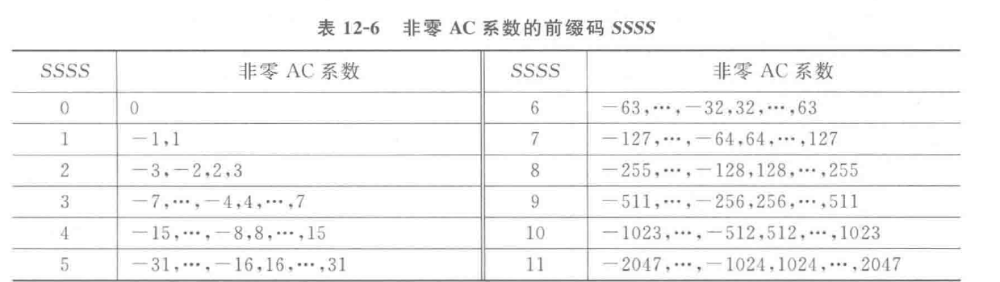 表 12-6 非零 AC 系数的前缀码 SSSS
SSSS 非零 AC 系数 SSSS 非零 AC 系数
0 0 6 -63,…,-32,32,…,63
1 -1,1 7 -127,…,-64,64,…,127
2 -3,-2,2,3 8 -255,…,-128,128,…,255
3 -7,…,-4,4,…,7 9 -511,…,-256,256,…,511
4 -15,…,-8,8,…,15 10 -1023,…,-512,512,…,1023
5 -31,…,-16,16,…,31 11 -2047,…,-1024,1024,…,2047